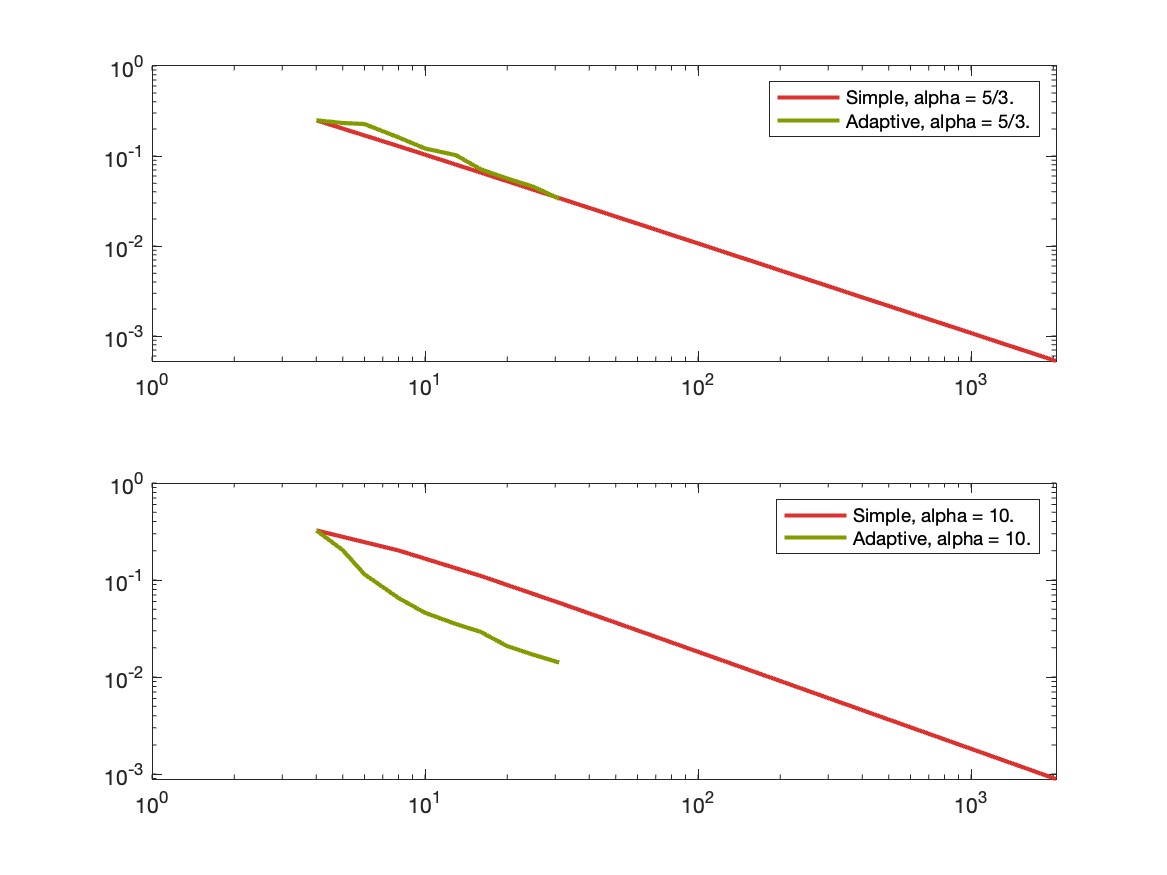 10^0
Simple, alpha = 5/3.
Adaptive, alpha = 5/3.
10^-1
10^-2
10^-3
10^0 10^1 10^2 10^3
10^0
Simple, alpha = 10.
Adaptive, alpha = 10.
10^-1
10^-2
10^-3
10^0 10^1 10^2 10^3